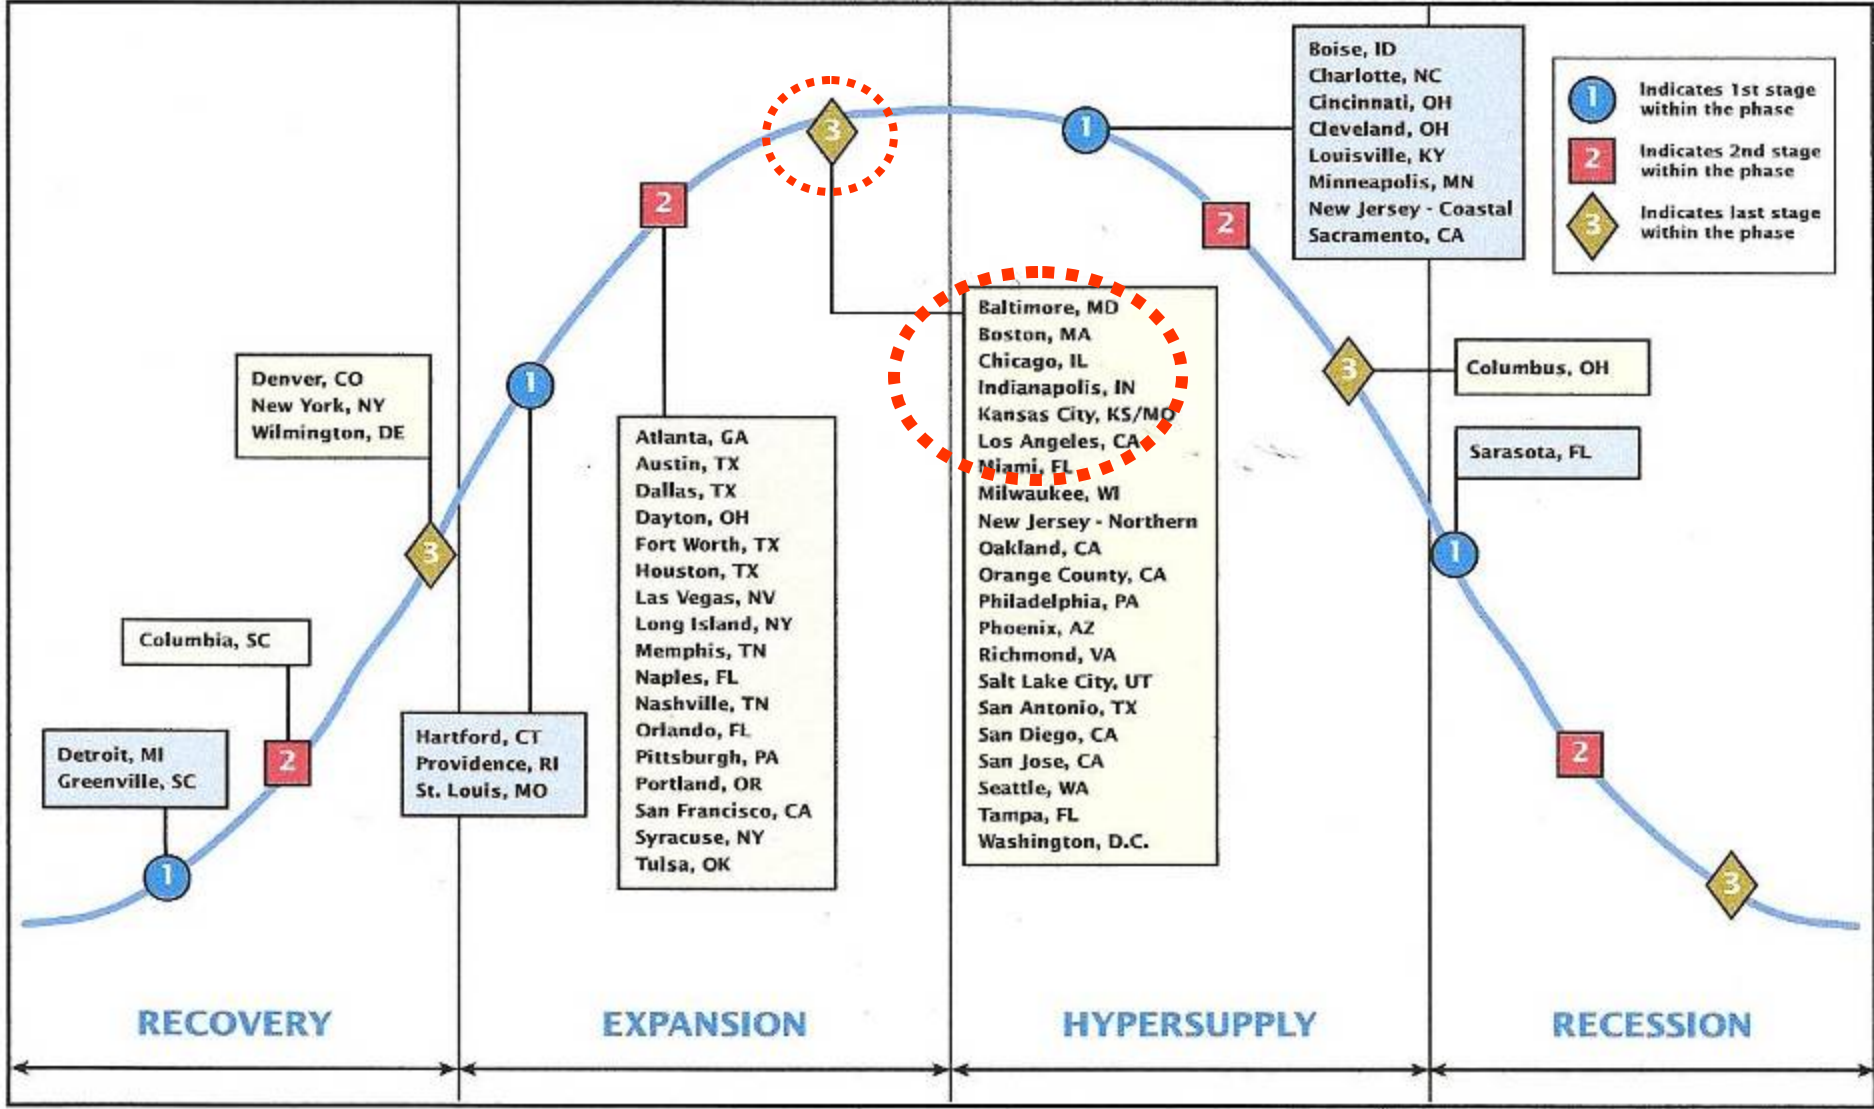 Boise, ID
Charlotte, NC
Cincinnati, OH
Cleveland, OH
Louisville, KY
Minneapolis, MN
New Jersey - Coastal
Sacramento, CA
1
Indicates 1st stage
within the phase
2
Indicates 2nd stage
within the phase
3
Indicates last stage
within the phase
3
1
2
2
Baltimore, MD
Boston, MA
Chicago, IL
Indianapolis, IN
Kansas City, KS/MO
Los Angeles, CA
Miami, FL
Milwaukee, WI
New Jersey - Northern
Oakland, CA
Orange County, CA
Philadelphia, PA
Phoenix, AZ
Richmond, VA
Salt Lake City, UT
San Antonio, TX
San Diego, CA
San Jose, CA
Seattle, WA
Tampa, FL
Washington, D.C.
Denver, CO
New York, NY
Wilmington, DE
1
3
Columbus, OH
Atlanta, GA
Austin, TX
Dallas, TX
Dayton, OH
Fort Worth, TX
Houston, TX
Las Vegas, NV
Long Island, NY
Memphis, TN
Naples, FL
Nashville, TN
Orlando, FL
Pittsburgh, PA
Portland, OR
San Francisco, CA
Syracuse, NY
Tulsa, OK
Sarasota, FL
3
1
Columbia, SC
Detroit, MI
Greenville, SC
2
Hartford, CT
Providence, RI
St. Louis, MO
2
1
3
RECOVERY
EXPANSION
HYPERSUPPLY
RECESSION